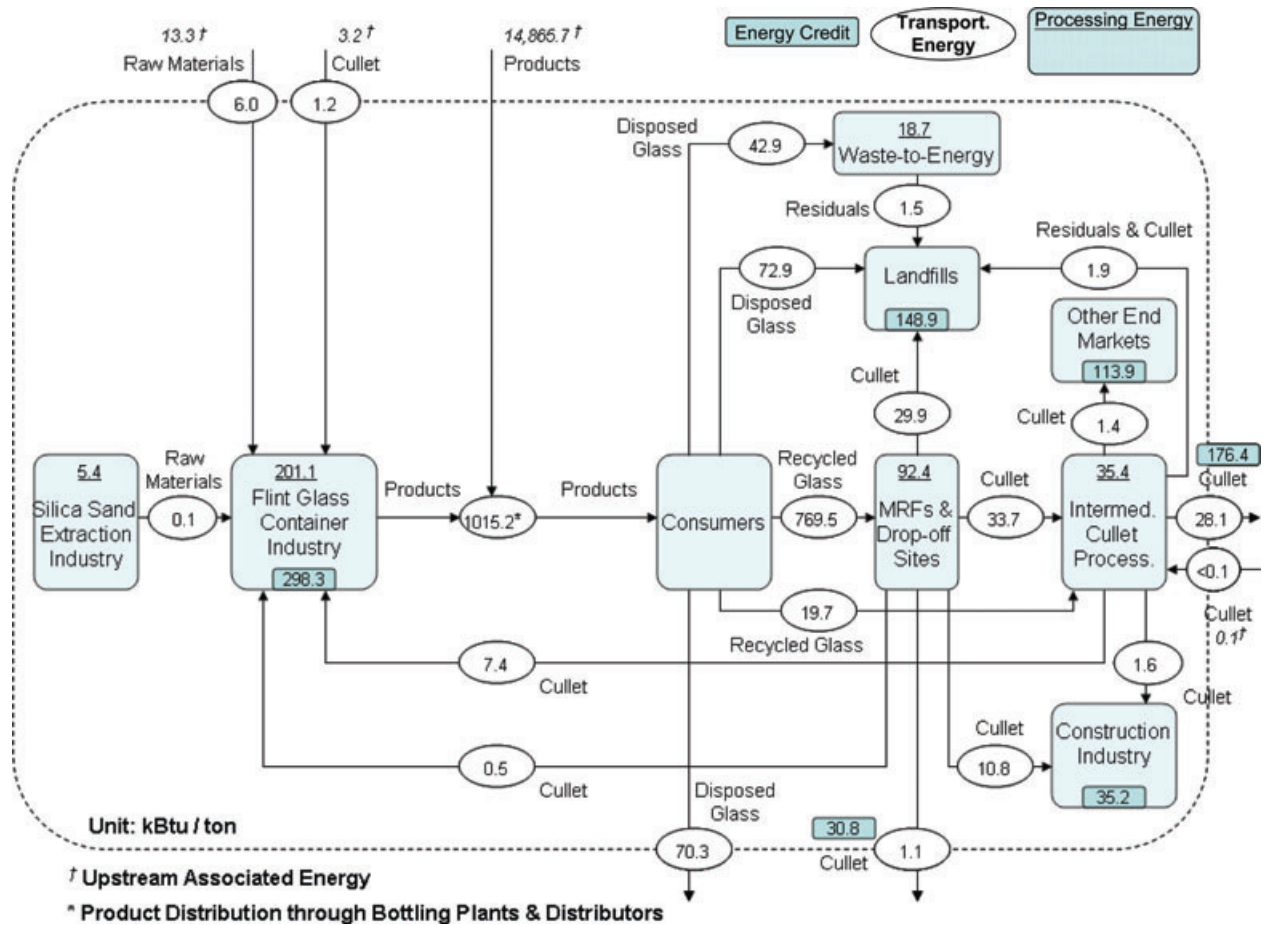 13.3 †
Raw Materials
3.2 †
Cullet
14,865.7 †
Products
Energy Credit
Transport.
Energy
Processing Energy
6.0
1.2
Disposed
Glass
42.9
18.7
Waste-to-Energy
Residuals
1.5
Residuals & Cullet
1.9
72.9
Disposed
Glass
Landfills
148.9
Other End
Markets
113.9
Cullet
29.9
Cullet
1.4
176.4
Cullet
28.1
5.4
Silica Sand
Extraction
Industry
Raw
Materials
0.1
201.1
Flint Glass
Container
Industry
298.3
Products
1015.2*
Products
Consumers
Recycled
Glass
769.5
92.4
MRFs &
Drop-off
Sites
Cullet
33.7
35.4
Intermed.
Cullet
Process.
<0.1
Cullet
0.1†
19.7
Recycled Glass
7.4
Cullet
1.6
Cullet
0.5
Cullet
Cullet
10.8
Construction
Industry
35.2
Disposed
Glass
70.3
30.8
Cullet
1.1
Unit: kBtu / ton
† Upstream Associated Energy
* Product Distribution through Bottling Plants & Distributors